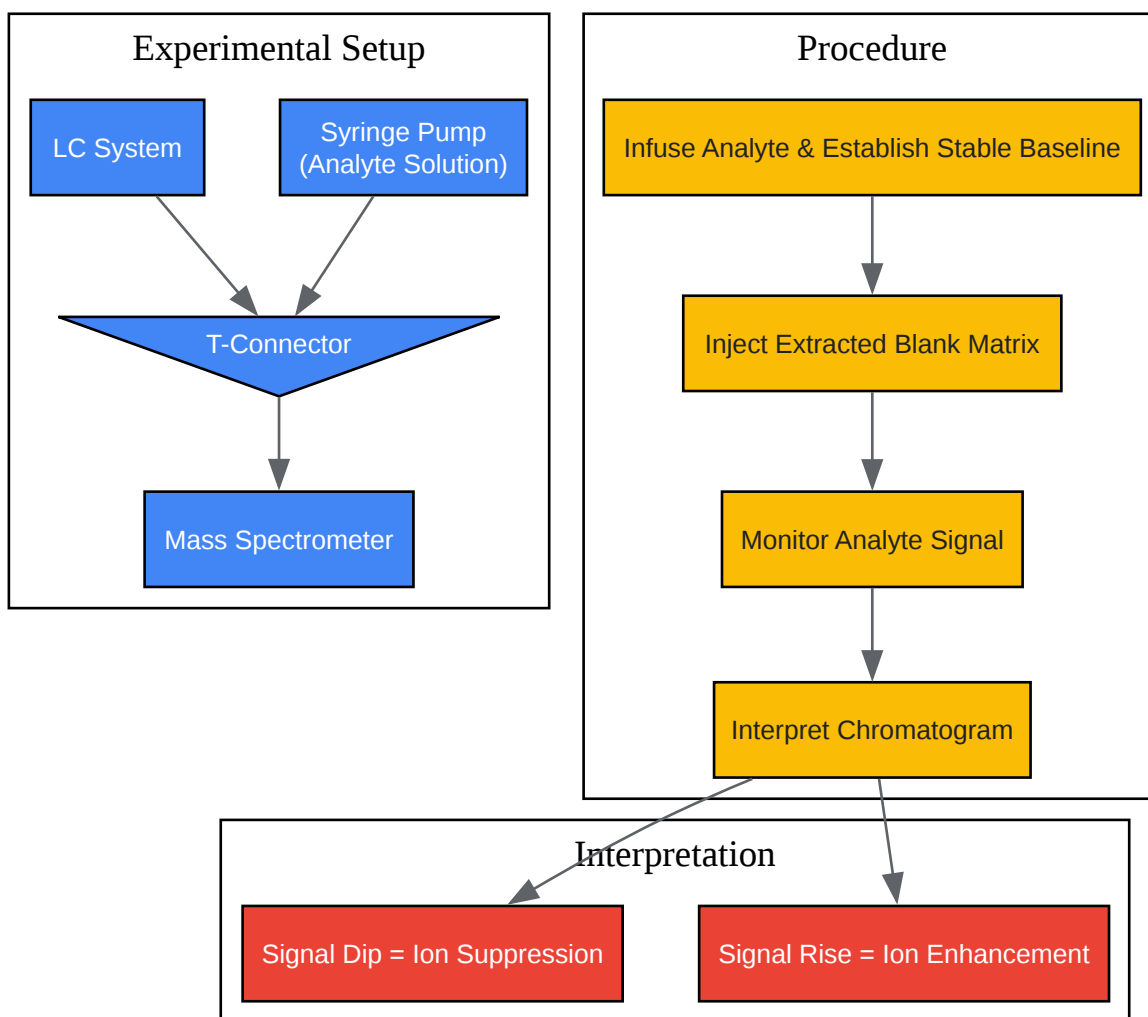 Experimental Setup
LC System
Syringe Pump
(Analyte Solution)
T-Connector
Mass Spectrometer
Procedure
Infuse Analyte & Establish Stable Baseline
Inject Extracted Blank Matrix
Monitor Analyte Signal
Interpret Chromatogram
Interpretation
Signal Dip = Ion Suppression
Signal Rise = Ion Enhancement